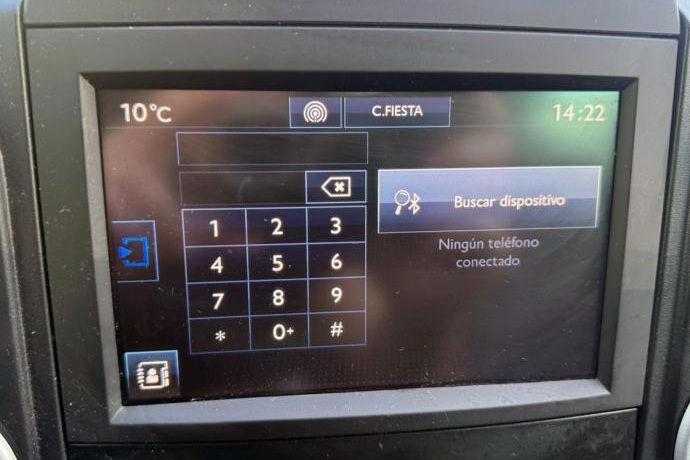 10°C
C.FIESTA
14:22
Buscar dispositivo
Ningún teléfono
conectado
1 2 3
4 5 6
7 8 9
* 0+ #